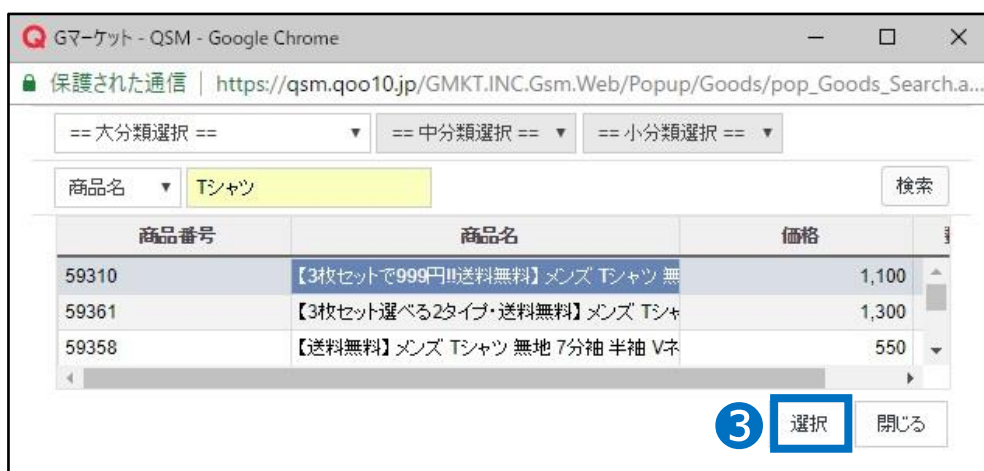 Gマーケット - QSM - Google Chrome
保護された通信 | https://qsm.qoo10.jp/GMKT.INC.Gsm.Web/Popup/Goods/pop_Goods_Search.a...
== 大分類選択 == ▼ == 中分類選択 == ▼ == 小分類選択 == ▼
商品名 ▼ Tシャツ 検索
商品番号 商品名 価格
59310 【3枚セットで999円!!送料無料】 メンズ Tシャツ 無 1,100
59361 【3枚セット選べる2タイプ・送料無料】 メンズ Tシャ 1,300
59358 【送料無料】 メンズ Tシャツ 無地 7分袖 半袖 Vネ 550
3 選択 閉じる